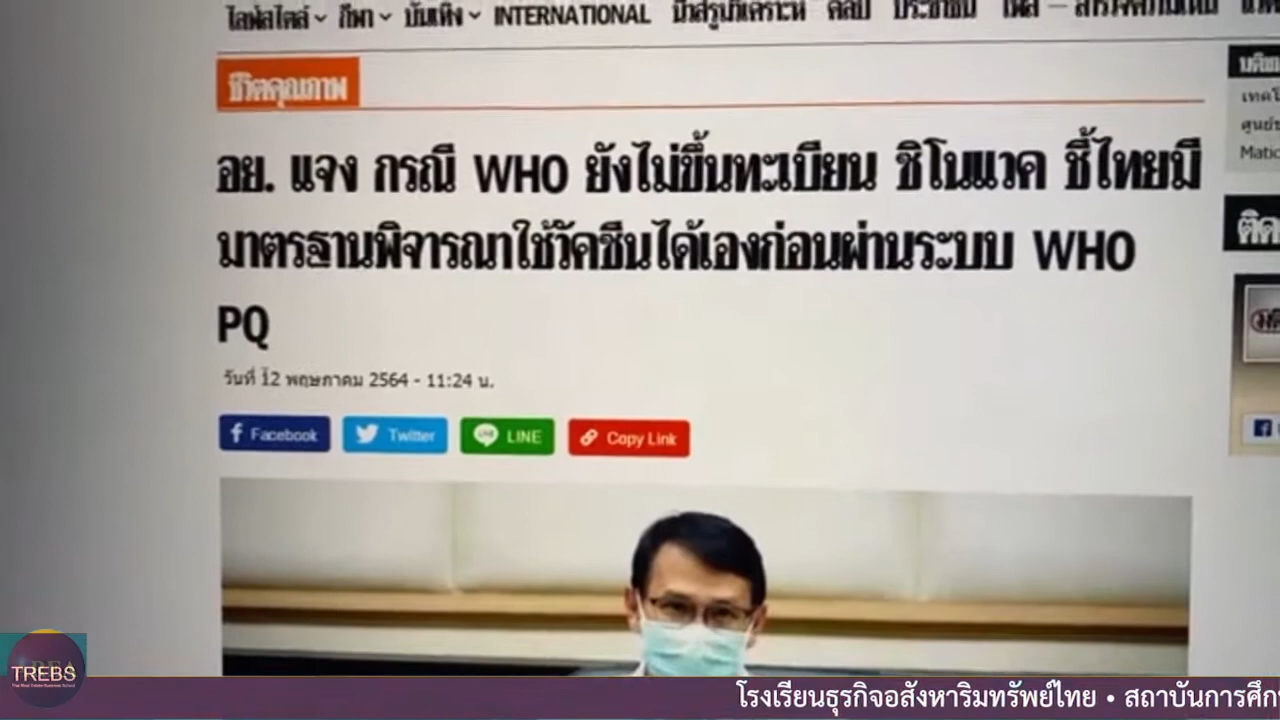 ไลฟ์สไตล์ กีฬา บันเทิง INTERNATIONAL
ชีวิตคุณภาพ
อย. แจง กรณี WHO ยังไม่ขึ้นทะเบียน ซิโนแวค ชี้ไทยมี
มาตรฐานพิจารณาใช้วัคซีนได้เองก่อนผ่านระบบ WHO
PQ
วันที่ 12 พฤษภาคม 2564 - 11:24 น.
Facebook Twitter LINE Copy Link
TREBS
โรงเรียนธุรกิจอสังหาริมทรัพย์ไทย • สถาบันการศึก